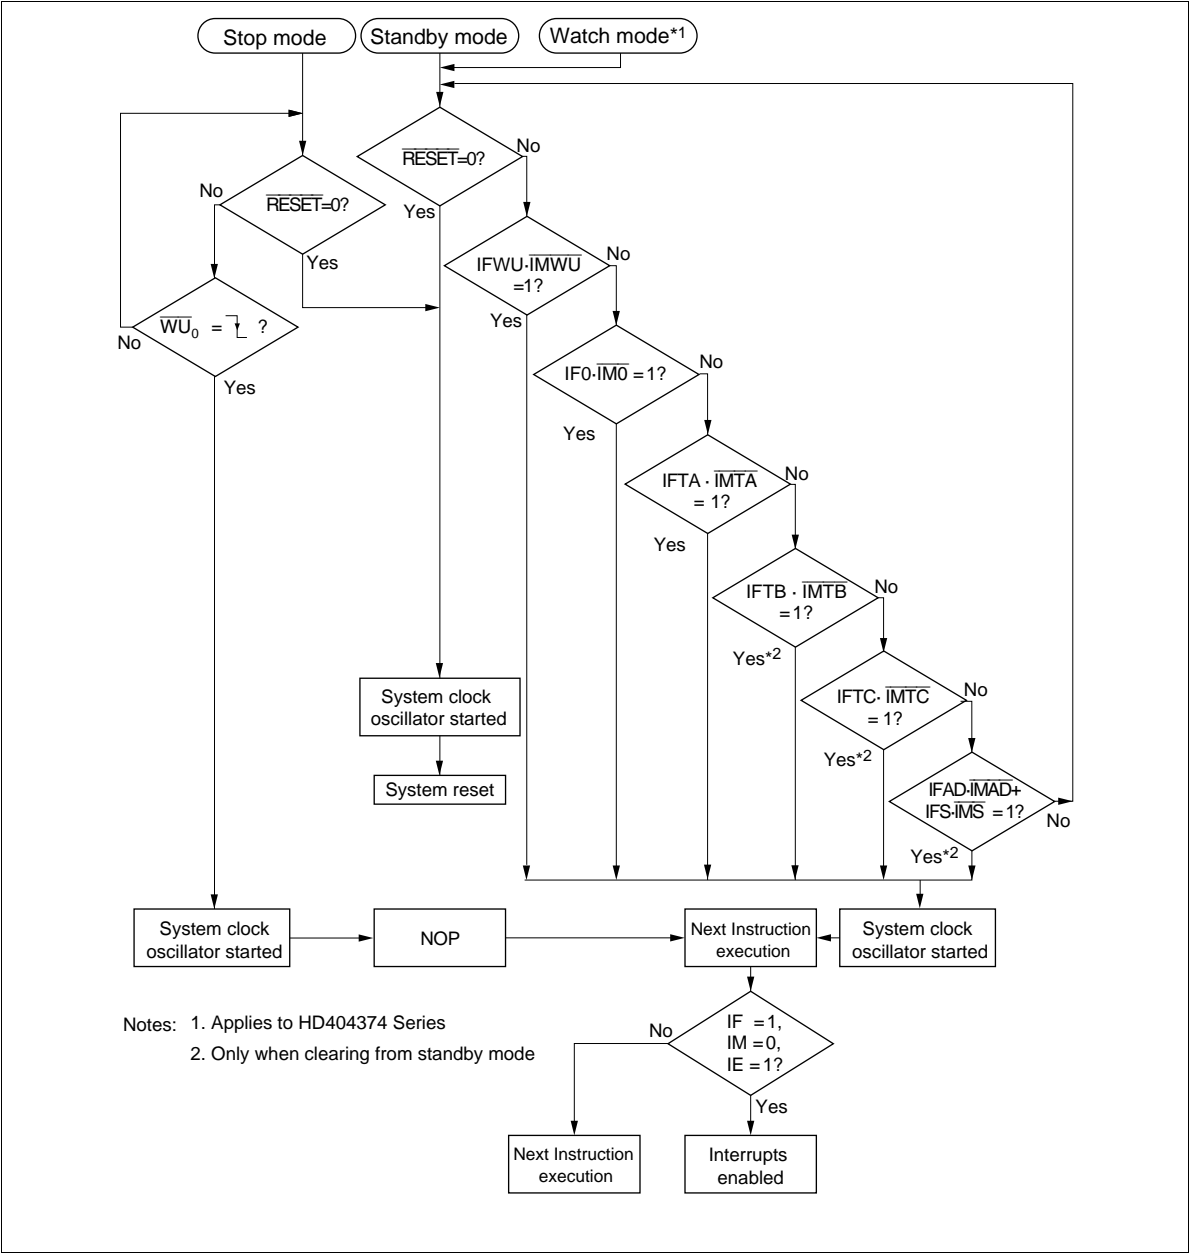 Stop mode
Standby mode
Watch mode*1
RESET=0?
No
Yes
RESET=0?
No
Yes
IFWU·IMWU
=1?
No
Yes
WU0 = ?
No
Yes
IF0·IM0 =1?
No
Yes
IFTA · IMTA
= 1?
No
Yes
IFTB · IMTB
=1?
No
Yes*2
IFTC· IMTC
= 1?
No
Yes*2
IFAD·IMAD+
IFS·IMS =1?
No
Yes*2
System clock
oscillator started
System reset
System clock
oscillator started
NOP
Next Instruction
execution
System clock
oscillator started
IF =1,
IM =0,
IE =1?
No
Yes
Next Instruction
execution
Interrupts
enabled
Notes: 1. Applies to HD404374 Series
2. Only when clearing from standby mode